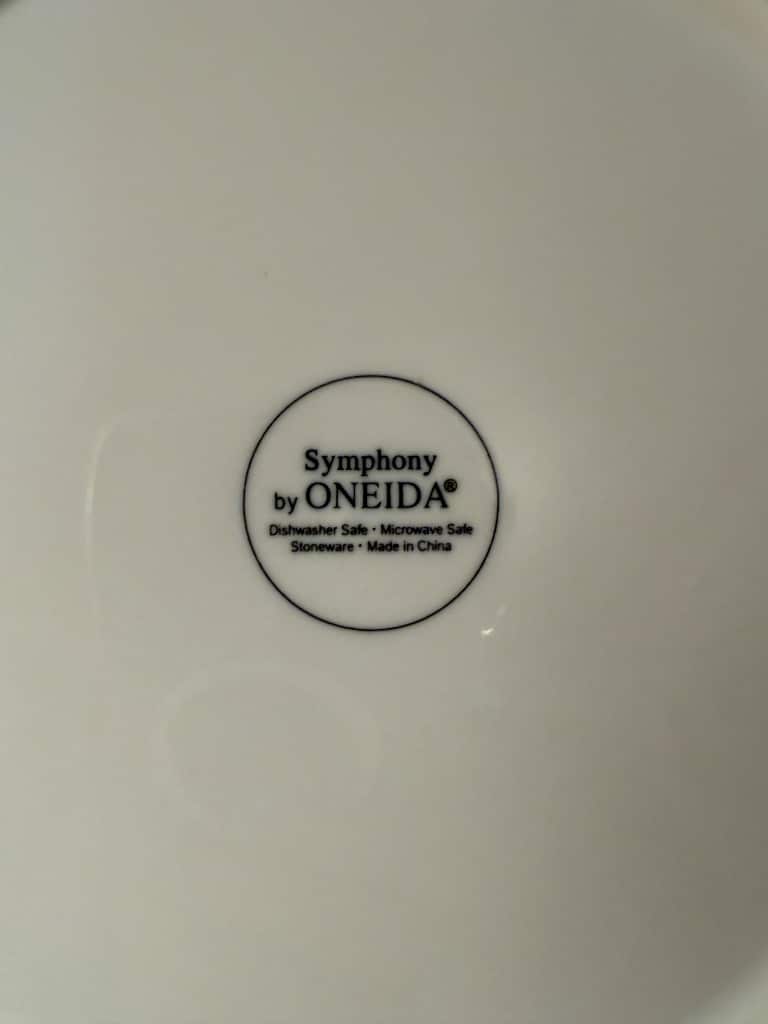 Symphony
by ONEIDA®
Dishwasher Safe · Microwave Safe
Stoneware · Made in China